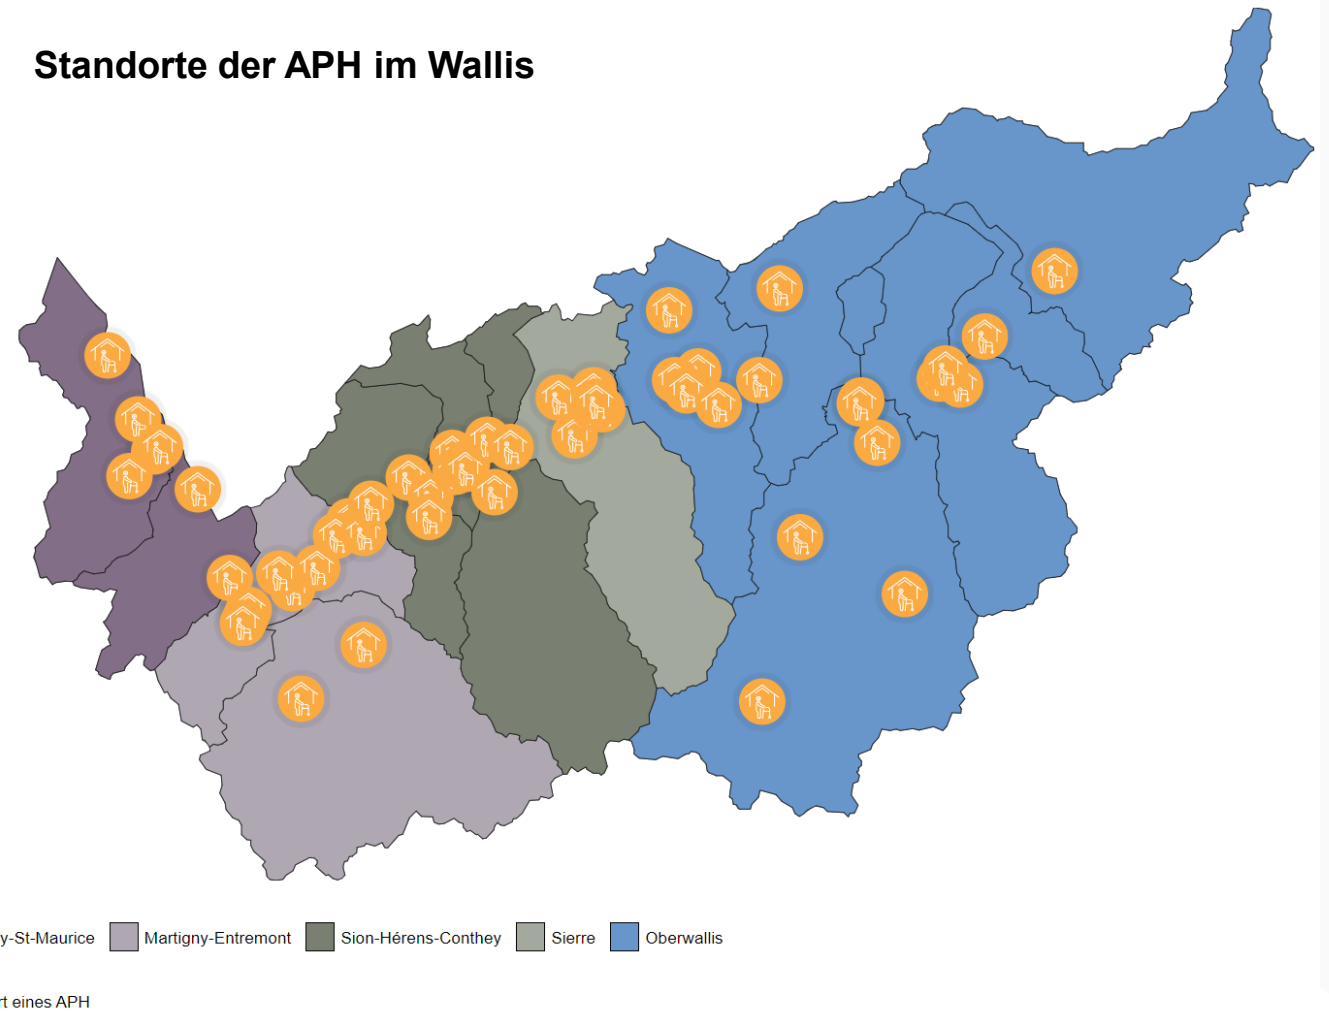 Standorte der APH im Wallis
y-St-Maurice Martigny-Entremont Sion-Hérens-Conthey Sierre Oberwallis
rt eines APH